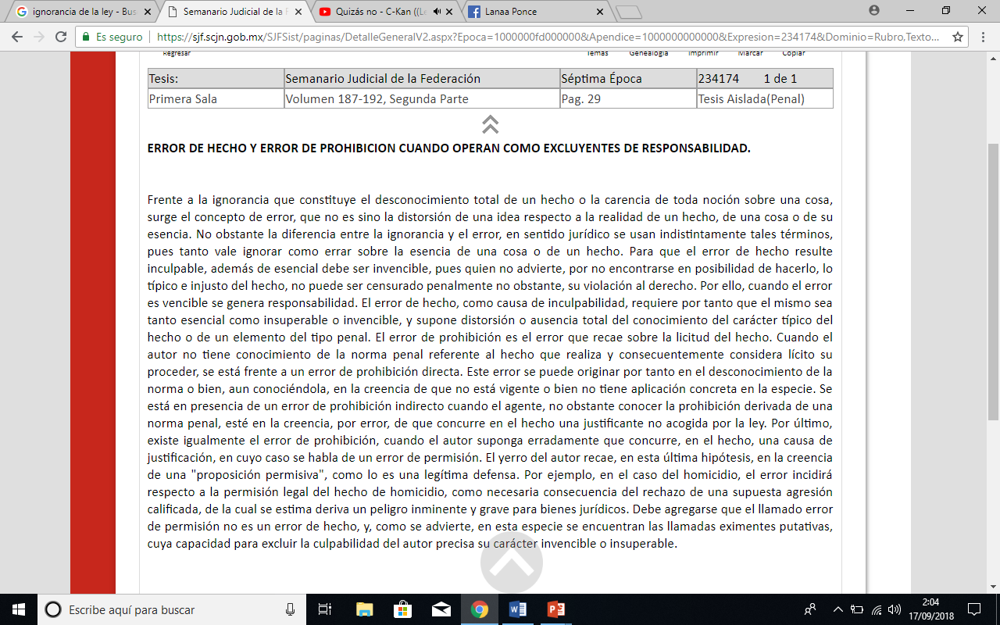 ignorancia de la ley - Bus
Semanario Judicial de la F
Quizás no - C-Kan ((Le
Lanaa Ponce
Es seguro
https://sjf.scjn.gob.mx/SJFSist/paginas/DetalleGeneralV2.aspx?Epoca=1000000fd000000&Apendice=1000000000000&Expresion=234174&Dominio=Rubro,Texto...
Regresar Temas Genealogía Imprimir Marcar Copiar
Tesis: Semanario Judicial de la Federación Séptima Época 234174 1 de 1
Primera Sala Volumen 187-192, Segunda Parte Pag. 29 Tesis Aislada(Penal)
ERROR DE HECHO Y ERROR DE PROHIBICION CUANDO OPERAN COMO EXCLUYENTES DE RESPONSABILIDAD.
Frente a la ignorancia que constituye el desconocimiento total de un hecho o la carencia de toda noción sobre una cosa,
surge el concepto de error, que no es sino la distorsión de una idea respecto a la realidad de un hecho, de una cosa o de su
esencia. No obstante la diferencia entre la ignorancia y el error, en sentido jurídico se usan indistintamente tales términos,
pues tanto vale ignorar como errar sobre la esencia de una cosa o de un hecho. Para que el error de hecho resulte
inculpable, además de esencial debe ser invencible, pues quien no advierte, por no encontrarse en posibilidad de hacerlo, lo
típico e injusto del hecho, no puede ser censurado penalmente no obstante, su violación al derecho. Por ello, cuando el error
es vencible se genera responsabilidad. El error de hecho, como causa de inculpabilidad, requiere por tanto que el mismo sea
tanto esencial como insuperable o invencible, y supone distorsión o ausencia total del conocimiento del carácter típico del
hecho o de un elemento del tipo penal. El error de prohibición es el error que recae sobre la licitud del hecho. Cuando el
autor no tiene conocimiento de la norma penal referente al hecho que realiza y consecuentemente considera lícito su
proceder, se está frente a un error de prohibición directa. Este error se puede originar por tanto en el desconocimiento de la
norma o bien, aun conociéndola, en la creencia de que no está vigente o bien no tiene aplicación concreta en la especie. Se
está en presencia de un error de prohibición indirecto cuando el agente, no obstante conocer la prohibición derivada de una
norma penal, esté en la creencia, por error, de que concurre en el hecho una justificante no acogida por la ley. Por último,
existe igualmente el error de prohibición, cuando el autor suponga erradamente que concurre, en el hecho, una causa de
justificación, en cuyo caso se habla de un error de permisión. El yerro del autor recae, en esta última hipótesis, en la creencia
de una "proposición permisiva", como lo es una legítima defensa. Por ejemplo, en el caso del homicidio, el error incidirá
respecto a la permisión legal del hecho de homicidio, como necesaria consecuencia del rechazo de una supuesta agresión
calificada, de la cual se estima deriva un peligro inminente y grave para bienes jurídicos. Debe agregarse que el llamado error
de permisión no es un error de hecho, y, como se advierte, en esta especie se encuentran las llamadas eximentes putativas,
cuya capacidad para excluir la culpabilidad del autor precisa su carácter invencible o insuperable.
Escribe aquí para buscar
2:04
17/09/2018